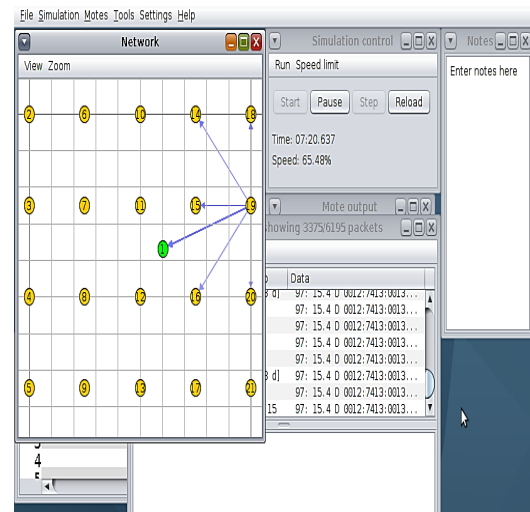 File Simulation Motes Tools Settings Help
Network
View Zoom
2 6 10 14 18
3 7 11 15 19
1
4 8 12 16 20
5 9 13 17 21
Simulation control
Run Speed limit
Start Pause Step Reload
Time: 07:20.637
Speed: 65.48%
Notes
Enter notes here
Mote output
showing 3375/6195 packets
Data
d] 97: 15.4 D 0012:7413:0013...
97: 15.4 D 0012:7413:0013...
97: 15.4 D 0012:7413:0013...
97: 15.4 D 0012:7413:0013...
97: 15.4 D 0012:7413:0013...
d] 97: 15.4 D 0012:7413:0013...
97: 15.4 D 0012:7413:0013...
15 97: 15.4 D 0012:7413:0013...
4